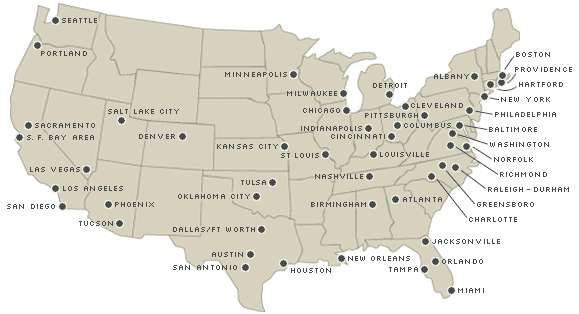 SEATTLE
PORTLAND
BOSTON
PROVIDENCE
MINNEAPOLIS
ALBANY
DETROIT
HARTFORD
MILWAUKEE
NEW YORK
CLEVELAND
SALT LAKE CITY
CHICAGO
PITTSBURGH
PHILADELPHIA
SACRAMENTO
INDIANAPOLIS
COLUMBUS
BALTIMORE
S. F. BAY AREA
DENVER
CINCINNATI
WASHINGTON
KANSAS CITY
ST LOUIS
LOUISVILLE
NORFOLK
LAS VEGAS
RICHMOND
NASHVILLE
TULSA
LOS ANGELES
RALEIGH - DURHAM
OKLAHOMA CITY
ATLANTA
SAN DIEGO
PHOENIX
BIRMINGHAM
GREENSBORO
CHARLOTTE
TUCSON
DALLAS/FT WORTH
JACKSONVILLE
AUSTIN
NEW ORLEANS
ORLANDO
SAN ANTONIO
HOUSTON
TAMPA
MIAMI